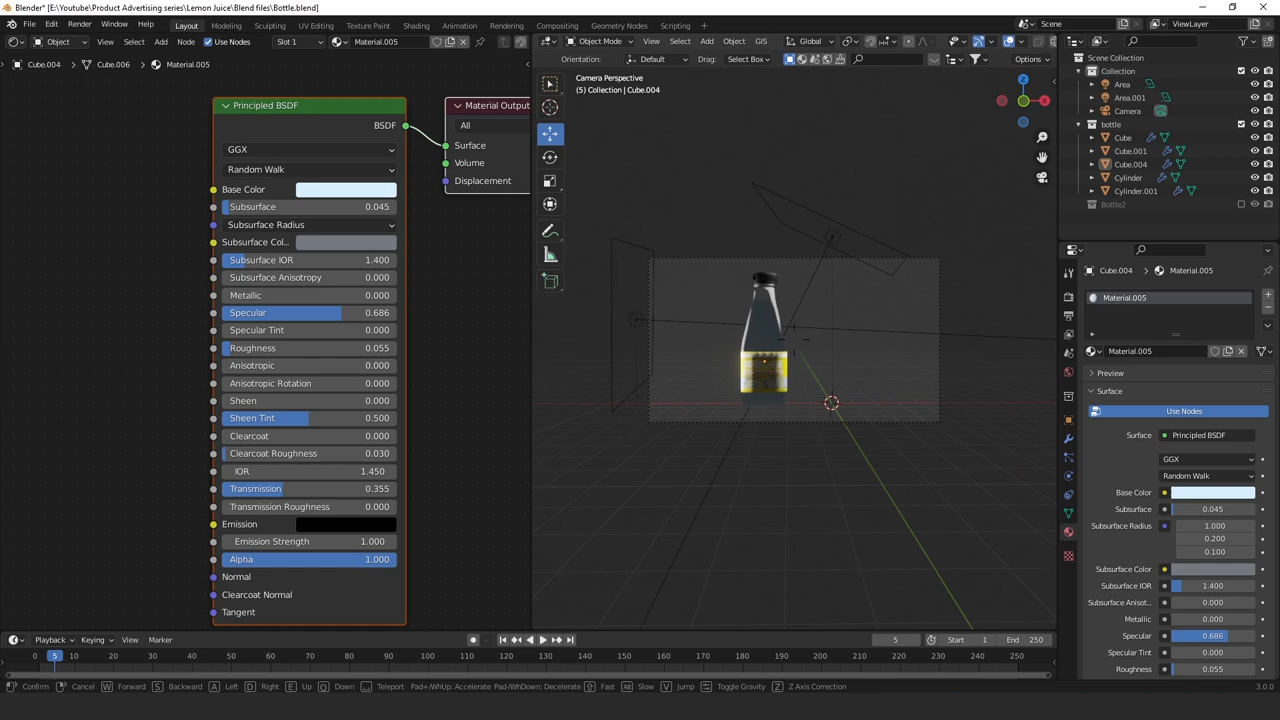 Blender* [E:\Youtube\Product Advertising series\Lemon Juice\Blend files\Bottle.blend]
File Edit Render Window Help Layout Modeling Sculpting UV Editing Texture Paint Shading Animation Rendering Compositing Geometry Nodes Scripting Scene ViewLayer
Object View Select Add Node Use Nodes Slot 1 Material.005
Object Mode View Select Add Object GIS Global
Cube.004 Cube.006 Material.005
Orientation: Default Drag: Select Box Options
Camera Perspective
(5) Collection | Cube.004
Principled BSDF
BSDF
GGX
Random Walk
Base Color
Subsurface 0.045
Subsurface Radius
Subsurface Col...
Subsurface IOR 1.400
Subsurface Anisotropy 0.000
Metallic 0.000
Specular 0.686
Specular Tint 0.000
Roughness 0.055
Anisotropic 0.000
Anisotropic Rotation 0.000
Sheen 0.000
Sheen Tint 0.500
Clearcoat 0.000
Clearcoat Roughness 0.030
IOR 1.450
Transmission 0.355
Transmission Roughness 0.000
Emission
Emission Strength 1.000
Alpha 1.000
Normal
Clearcoat Normal
Tangent
Material Output
All
Surface
Volume
Displacement
Z
X
Scene Collection
Collection
Area
Area.001
Camera
bottle
Cube
Cube.001
Cube.004
Cylinder
Cylinder.001
Bottle2
Cube.004 Material.005
Material.005
Material.005
Preview
Surface
Use Nodes
Surface Principled BSDF
GGX
Random Walk
Base Color
Subsurface 0.045
Subsurface Radius 1.000
0.200
0.100
Subsurface Color
Subsurface IOR 1.400
Subsurface Anisot... 0.000
Metallic 0.000
Specular 0.686
Specular Tint 0.000
Roughness 0.055
Playback Keying View Marker 5 Start 1 End 250
0 5 10 20 30 40 50 60 70 80 90 100 110 120 130 140 150 160 170 180 190 200 210 220 230 240 250
Confirm Cancel W Forward S Backward A Left D Right E Up Q Down Teleport Pad+/WhUp: Accelerate Pad-/WhDown: Decelerate Fast Alt Slow V Jump Toggle Gravity Z Z Axis Correction 3.0.0